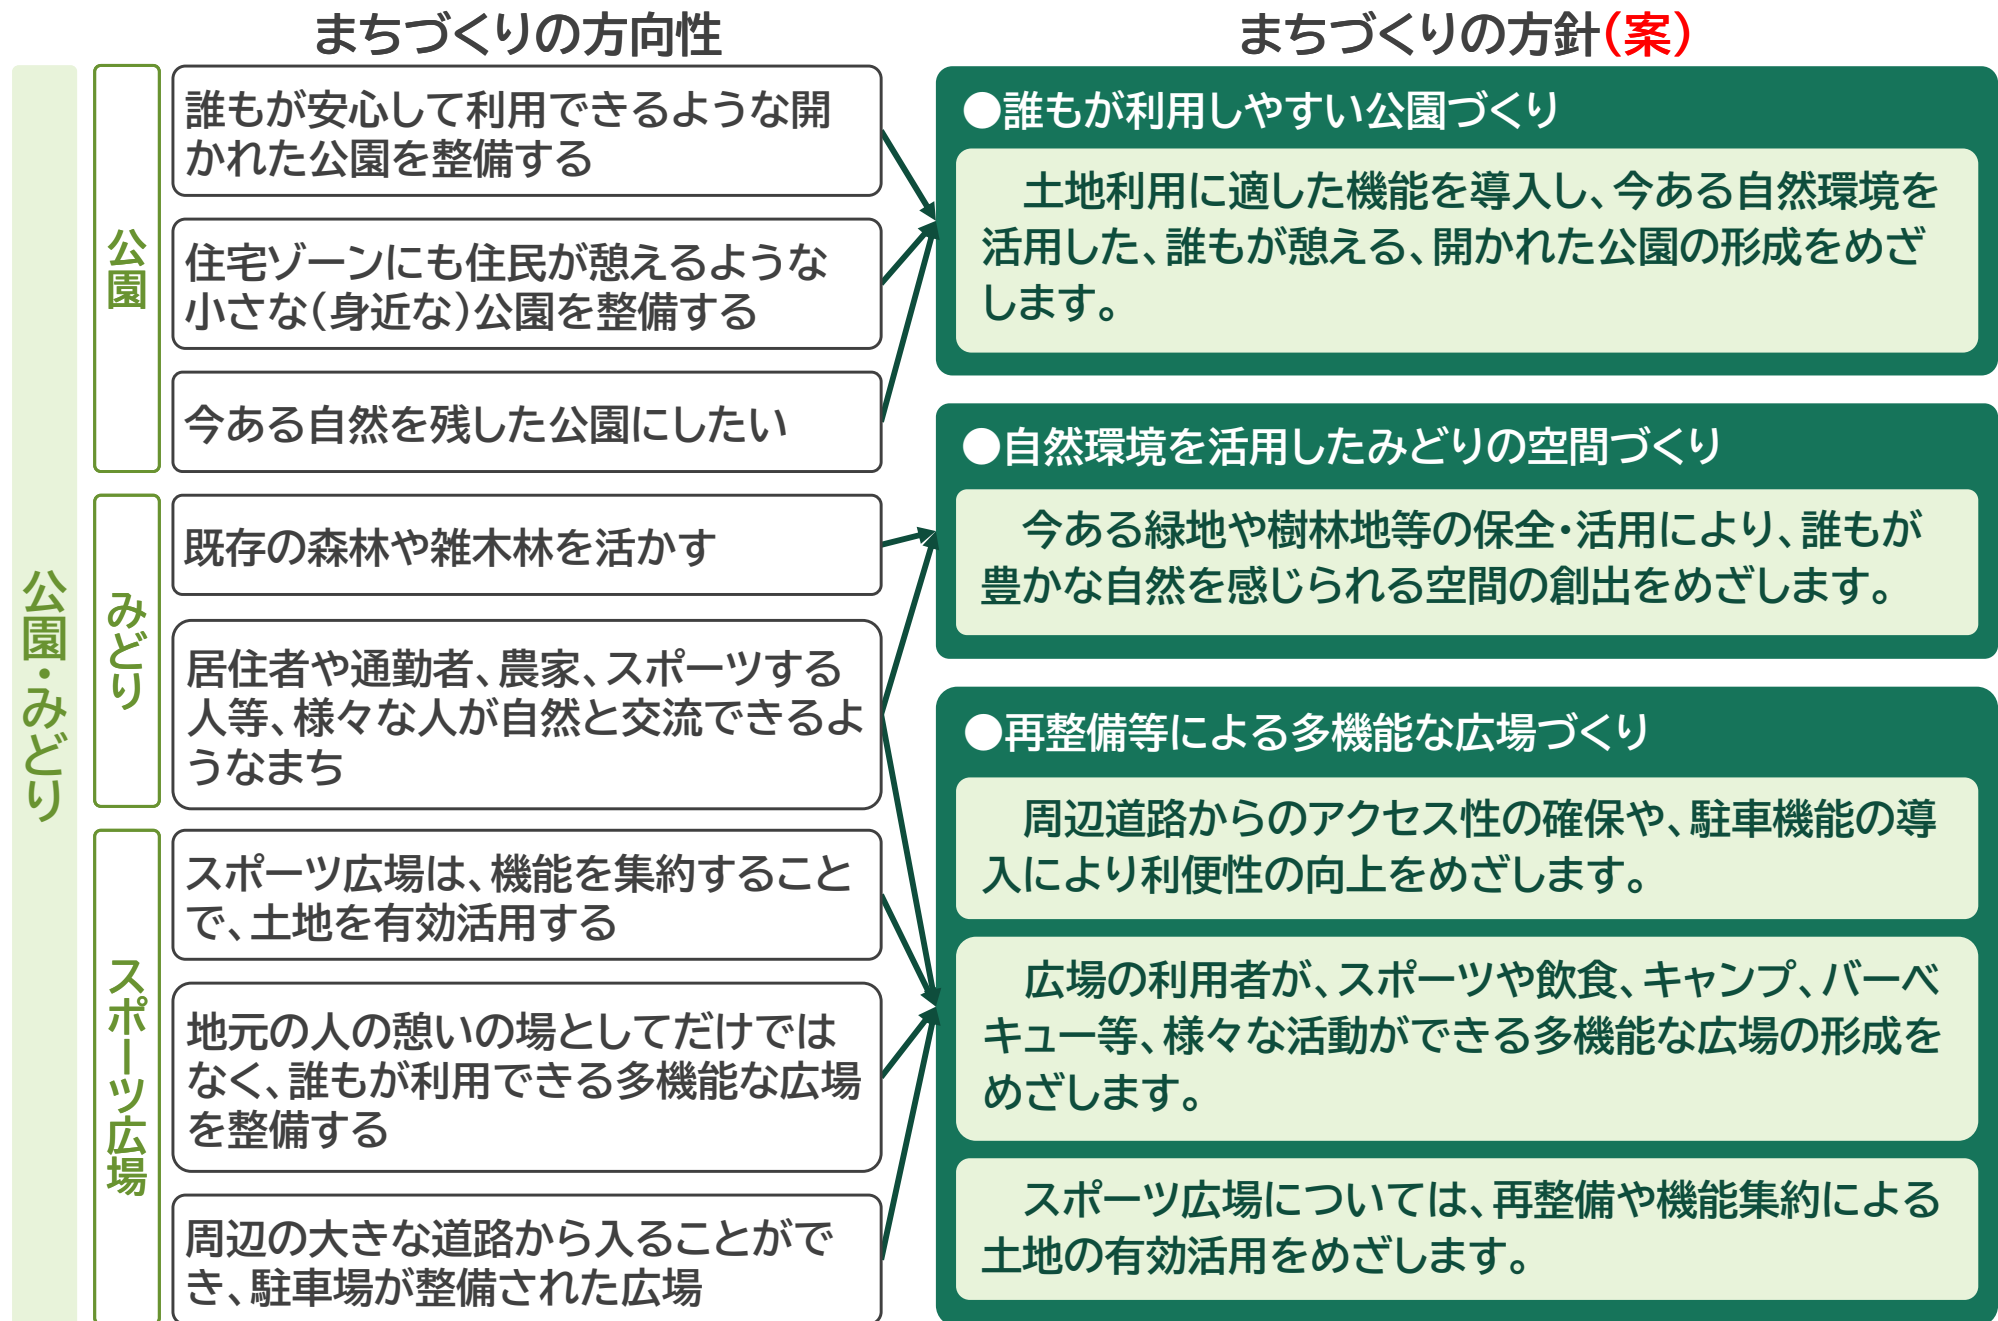 まちづくりの方向性
まちづくりの方針（案）
公園・みどり
公園
誰もが安心して利用できるような開
かれた公園を整備する
住宅ゾーンにも住民が憩えるような
小さな（身近な）公園を整備する
今ある自然を残した公園にしたい
みどり
既存の森林や雑木林を活かす
居住者や通勤者、農家、スポーツする
人等、様々な人が自然と交流できるよ
うなまち
スポーツ広場
スポーツ広場は、機能を集約すること
で、土地を有効活用する
地元の人の憩いの場としてだけでは
なく、誰もが利用できる多機能な広場
を整備する
周辺の大きな道路から入ることがで
き、駐車場が整備された広場
●誰もが利用しやすい公園づくり
土地利用に適した機能を導入し、今ある自然環境を
活用した、誰もが憩える、開かれた公園の形成をめざ
します。
●自然環境を活用したみどりの空間づくり
今ある緑地や樹林地等の保全・活用により、誰もが
豊かな自然を感じられる空間の創出をめざします。
●再整備等による多機能な広場づくり
周辺道路からのアクセス性の確保や、駐車機能の導
入により利便性の向上をめざします。
広場の利用者が、スポーツや飲食、キャンプ、バーベ
キュー等、様々な活動ができる多機能な広場の形成を
めざします。
スポーツ広場については、再整備や機能集約による
土地の有効活用をめざします。